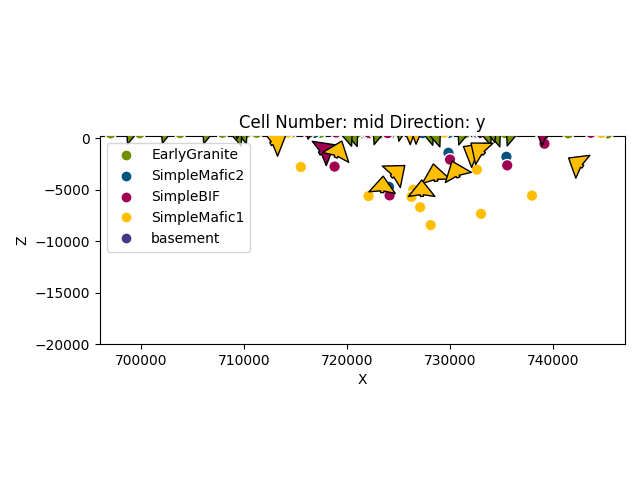 Cell Number: mid Direction: y
Z
0
−5000
−10000
−15000
−20000
EarlyGranite
SimpleMafic2
SimpleBIF
SimpleMafic1
basement
700000 710000 720000 730000 740000
X